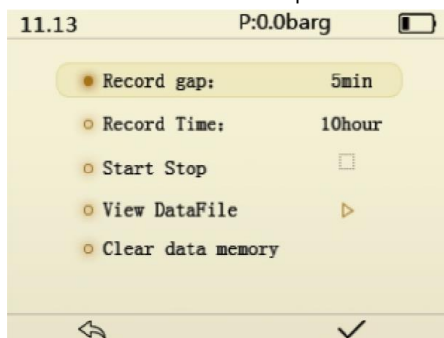 11.13 P:0.0barg
Record gap: 5min
Record Time: 10hour
Start Stop
View DataFile
Clear data memory